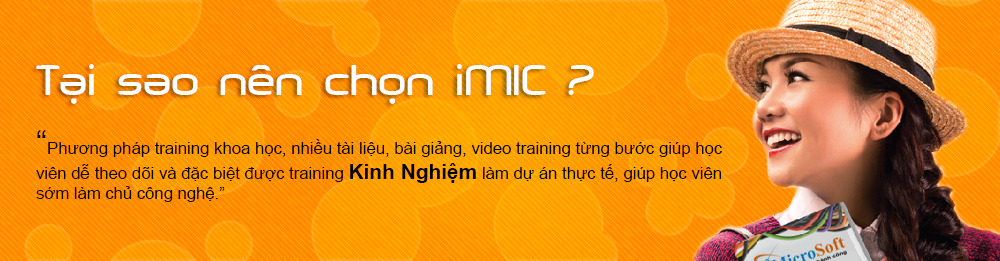 Tại sao nên chọn iMIC ?
“Phương pháp training khoa học, nhiều tài liệu, bài giảng, video training từng bước giúp học
viên dễ theo dõi và đặc biệt được training Kinh Nghiệm làm dự án thực tế, giúp học viên
sớm làm chủ công nghệ.”
MicroSoft